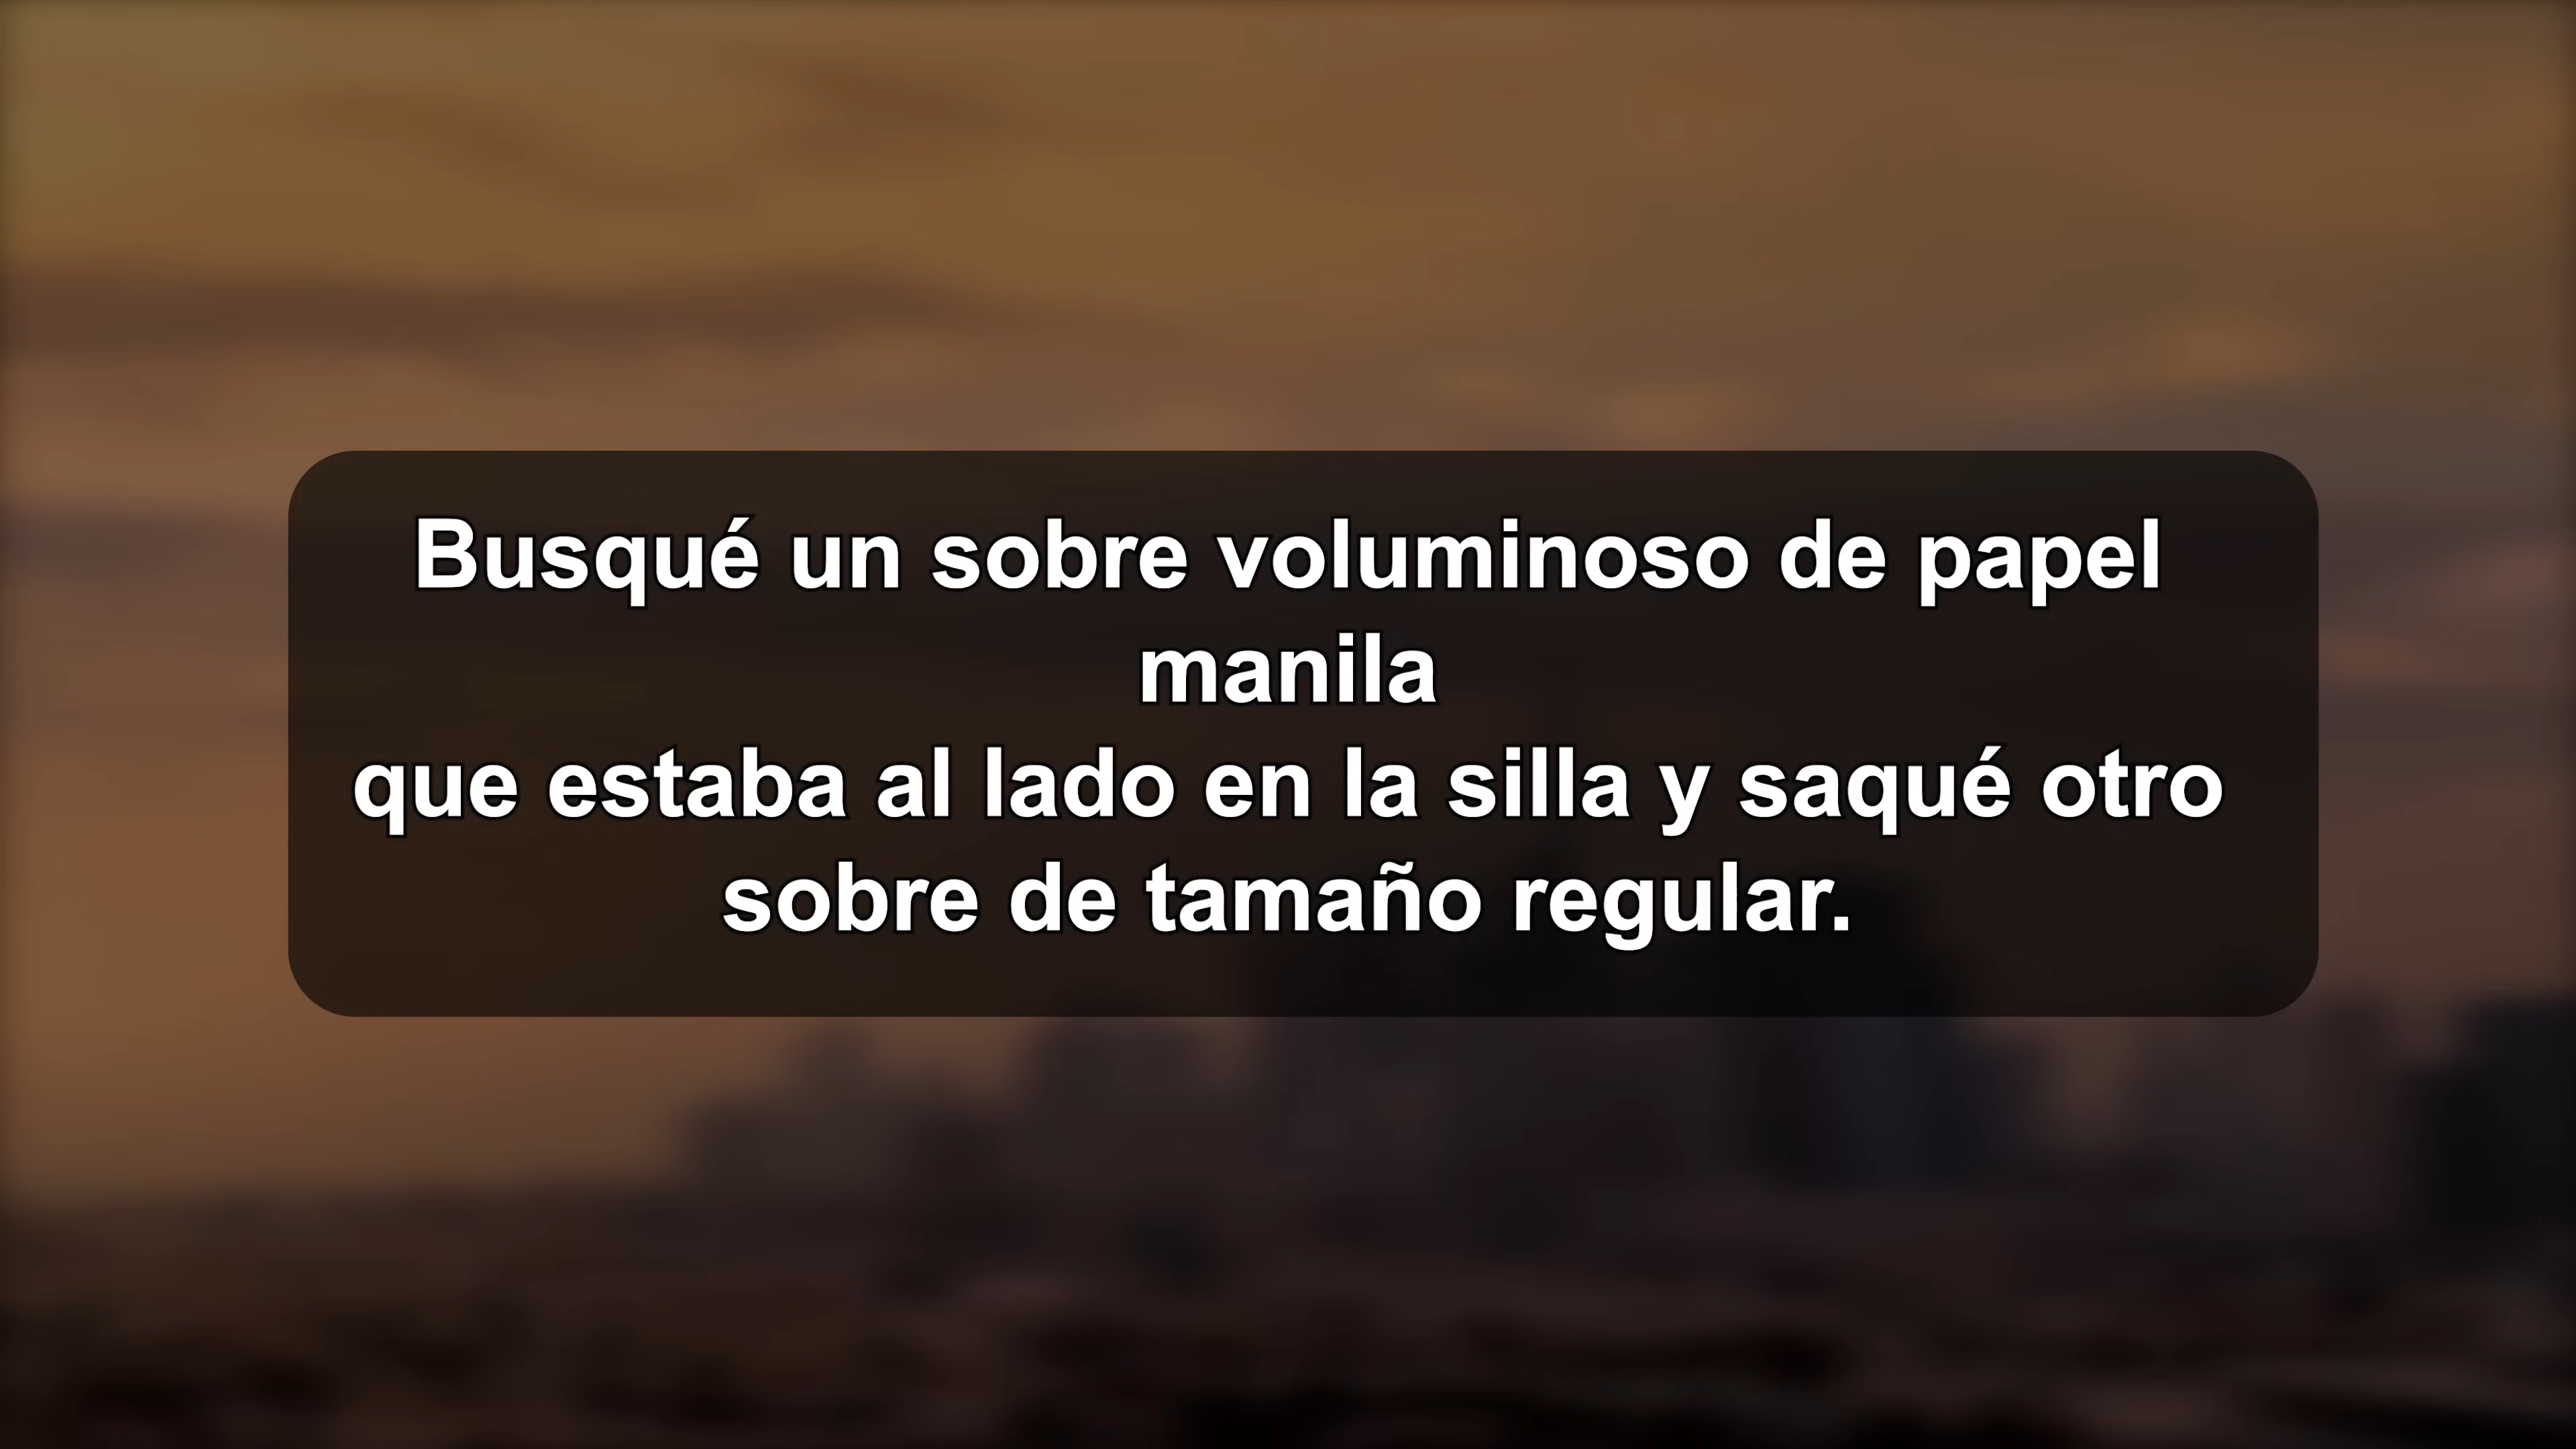 Busqué un sobre voluminoso de papel
manila
que estaba al lado en la silla y saqué otro
sobre de tamaño regular.